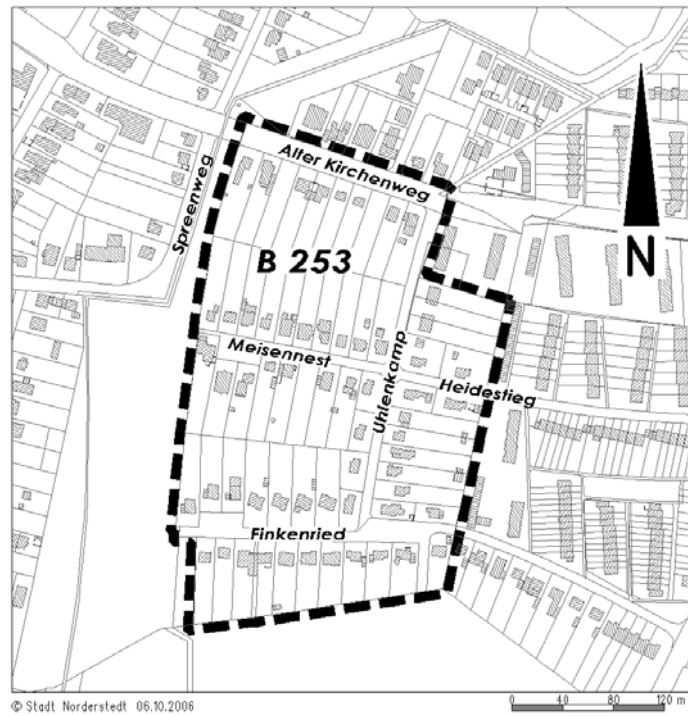 Alter Kirchenweg
Spreenweg
B 253
N
Meisennest
Uhlenkamp
Heidestieg
Finkenried
© Stadt Norderstedt 06.10.2006
0 40 80 120 m